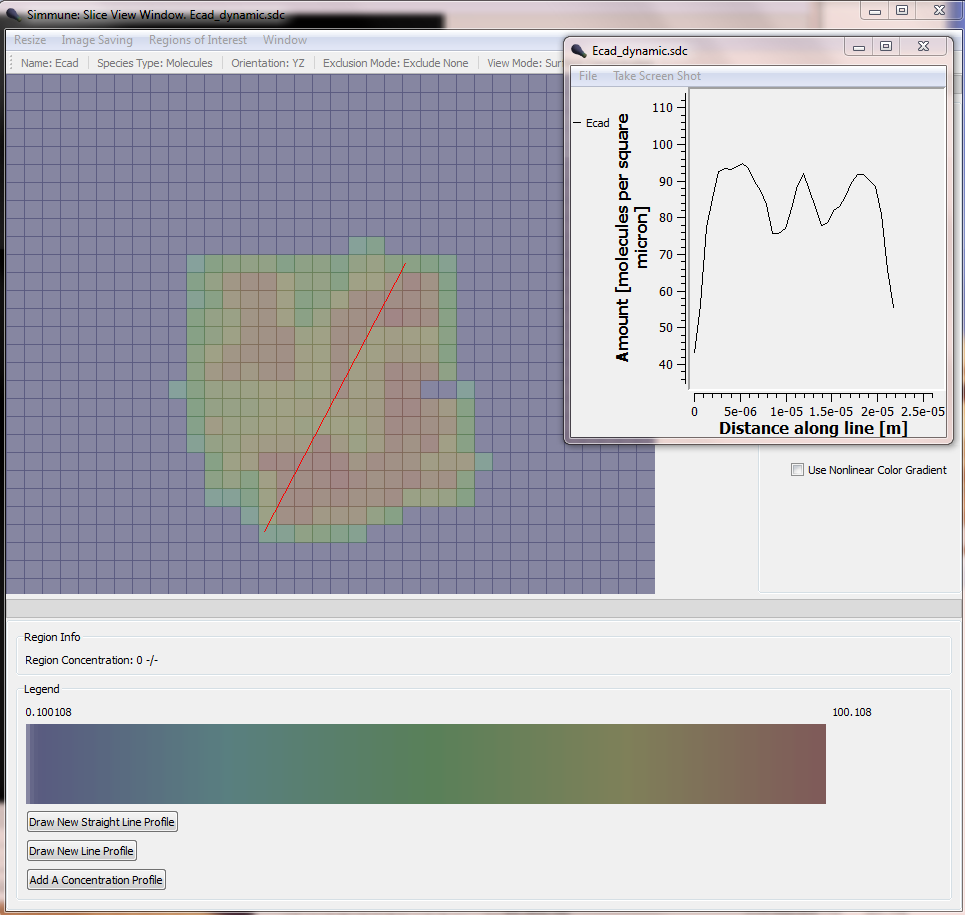 Simmune: Slice View Window. Ecad_dynamic.sdc
Resize Image Saving Regions of Interest Window
Name: Ecad Species Type: Molecules Orientation: YZ Exclusion Mode: Exclude None View Mode: Sur
Ecad_dynamic.sdc
File Take Screen Shot
Ecad
Amount [molecules per square
micron]
110
100
90
80
70
60
50
40
0 5e-06 1e-05 1.5e-05 2e-05 2.5e-05
Distance along line [m]
Use Nonlinear Color Gradient
Region Info
Region Concentration: 0 -/-
Legend
0.100108 100.108
Draw New Straight Line Profile
Draw New Line Profile
Add A Concentration Profile